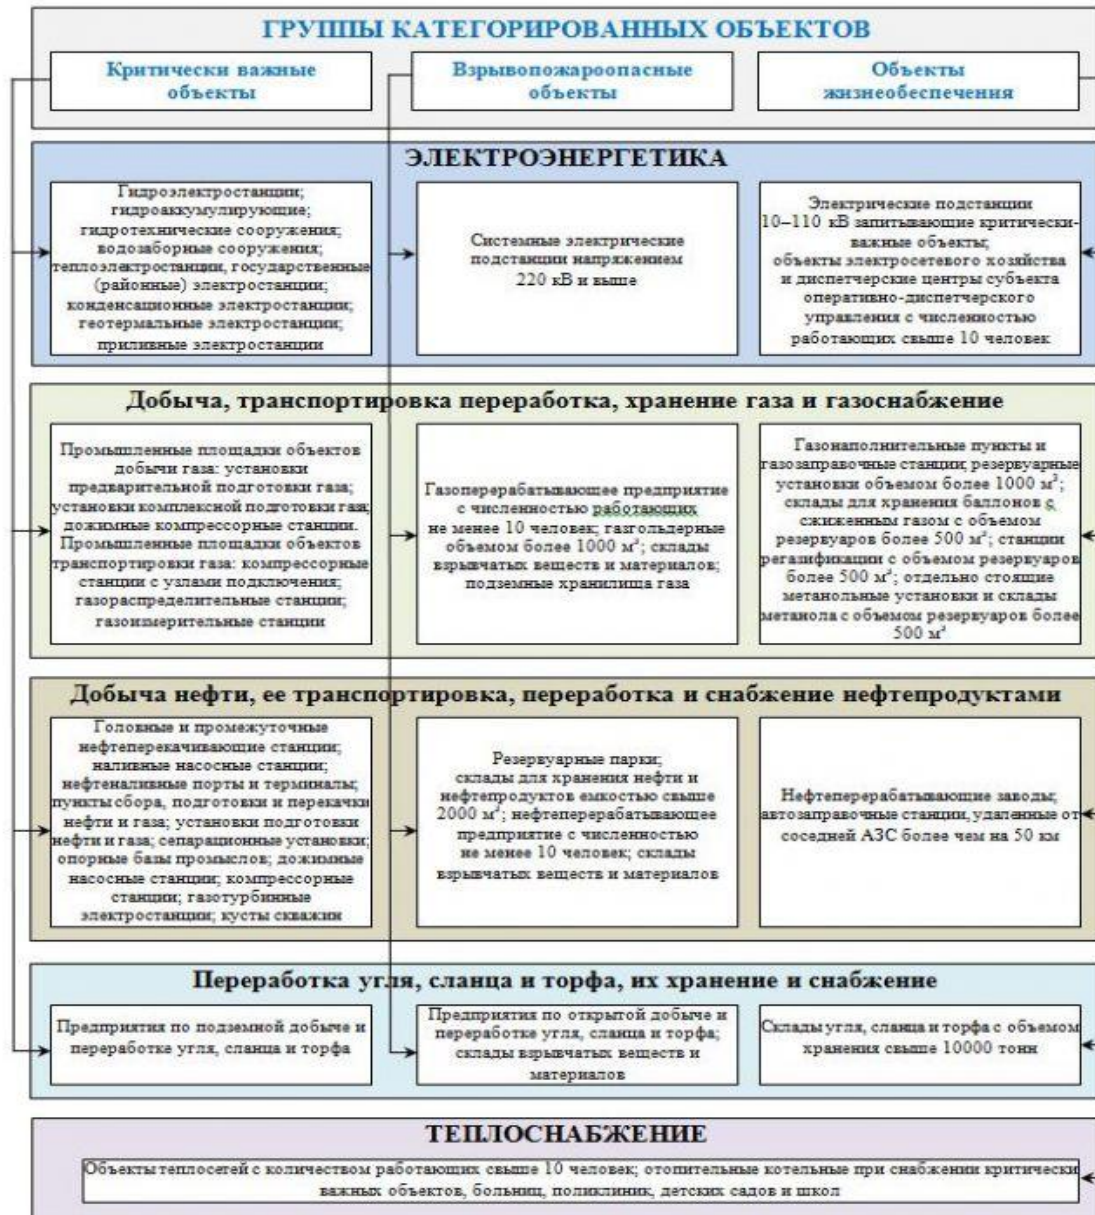 ГРУППЫ КАТЕГОРИРОВАННЫХ ОБЪЕКТОВ
Критически важные
объекты
Взрывопожароопасные
объекты
Объекты
жизнеобеспечения
ЭЛЕКТРОЭНЕРГЕТИКА
Гидроэлектростанции;
гидроаккумулирующие;
гидротехнические сооружения;
водозаборные сооружения;
теплоэлектростанции, государственные
(районные) электростанции;
конденсационные электростанции;
геотермальные электростанции;
приливные электростанции
Системные электрические
подстанции напряжением
220 кВ и выше
Электрические подстанции
10–110 кВ запитывающие критически-
важные объекты;
объекты электросетевого хозяйства
и диспетчерские центры субъекта
оперативно-диспетчерского
управления с численностью
работающих свыше 10 человек
Добыча, транспортировка переработка, хранение газа и газоснабжение
Промышленные площадки объектов
добычи газа: установки
предварительной подготовки газа;
установки комплексной подготовки газа;
дожимные компрессорные станции.
Промышленные площадки объектов
транспортировки газа: компрессорные
станции с узлами подключения;
газораспределительные станции;
газоизмерительные станции
Газоперерабатывающее предприятие
с численностью работающих
не менее 10 человек; газгольдерные
объемом более 1000 м³; склады
взрывчатых веществ и материалов;
подземные хранилища газа
Газонаполнительные пункты и
газозаправочные станции; резервуарные
установки объемом более 1000 м³;
склады для хранения баллонов с
сжиженным газом с объемом
резервуаров более 500 м³; станции
регазификации с объемом резервуаров
более 500 м³; отдельно стоящие
метанольные установки и склады
метанола с объемом резервуаров более
500 м³
Добыча нефти, ее транспортировка, переработка и снабжение нефтепродуктами
Головные и промежуточные
нефтеперекачивающие станции;
наливные насосные станции;
нефтеналивные порты и терминалы;
пункты сбора, подготовки и перекачки
нефти и газа; установки подготовки
нефти и газа; сепарационные установки;
опорные базы промыслов; дожимные
насосные станции; компрессорные
станции; газотурбинные
электростанции; кусты скважин
Резервуарные парки;
склады для хранения нефти и
нефтепродуктов емкостью свыше
2000 м³; нефтеперерабатывающее
предприятие с численностью
не менее 10 человек; склады
взрывчатых веществ и материалов
Нефтеперерабатывающие заводы;
автозаправочные станции, удаленные от
соседней АЗС более чем на 50 км
Переработка угля, сланца и торфа, их хранение и снабжение
Предприятия по подземной добыче и
переработке угля, сланца и торфа
Предприятия по открытой добыче и
переработке угля, сланца и торфа;
склады взрывчатых веществ и
материалов
Склады угля, сланца и торфа с объемом
хранения свыше 10000 тонн
ТЕПЛОСНАБЖЕНИЕ
Объекты теплосетей с количеством работающих свыше 10 человек; отопительные котельные при снабжении критически
важных объектов, больниц, поликлиник, детских садов и школ